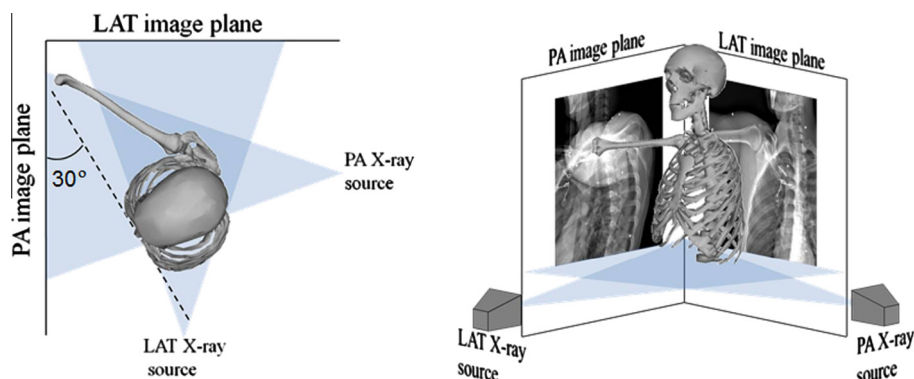 LAT image plane
PA image plane
30°
PA X-ray
source
LAT X-ray
source
PA image plane
LAT image plane
LAT X-ray
source
PA X-ray
source